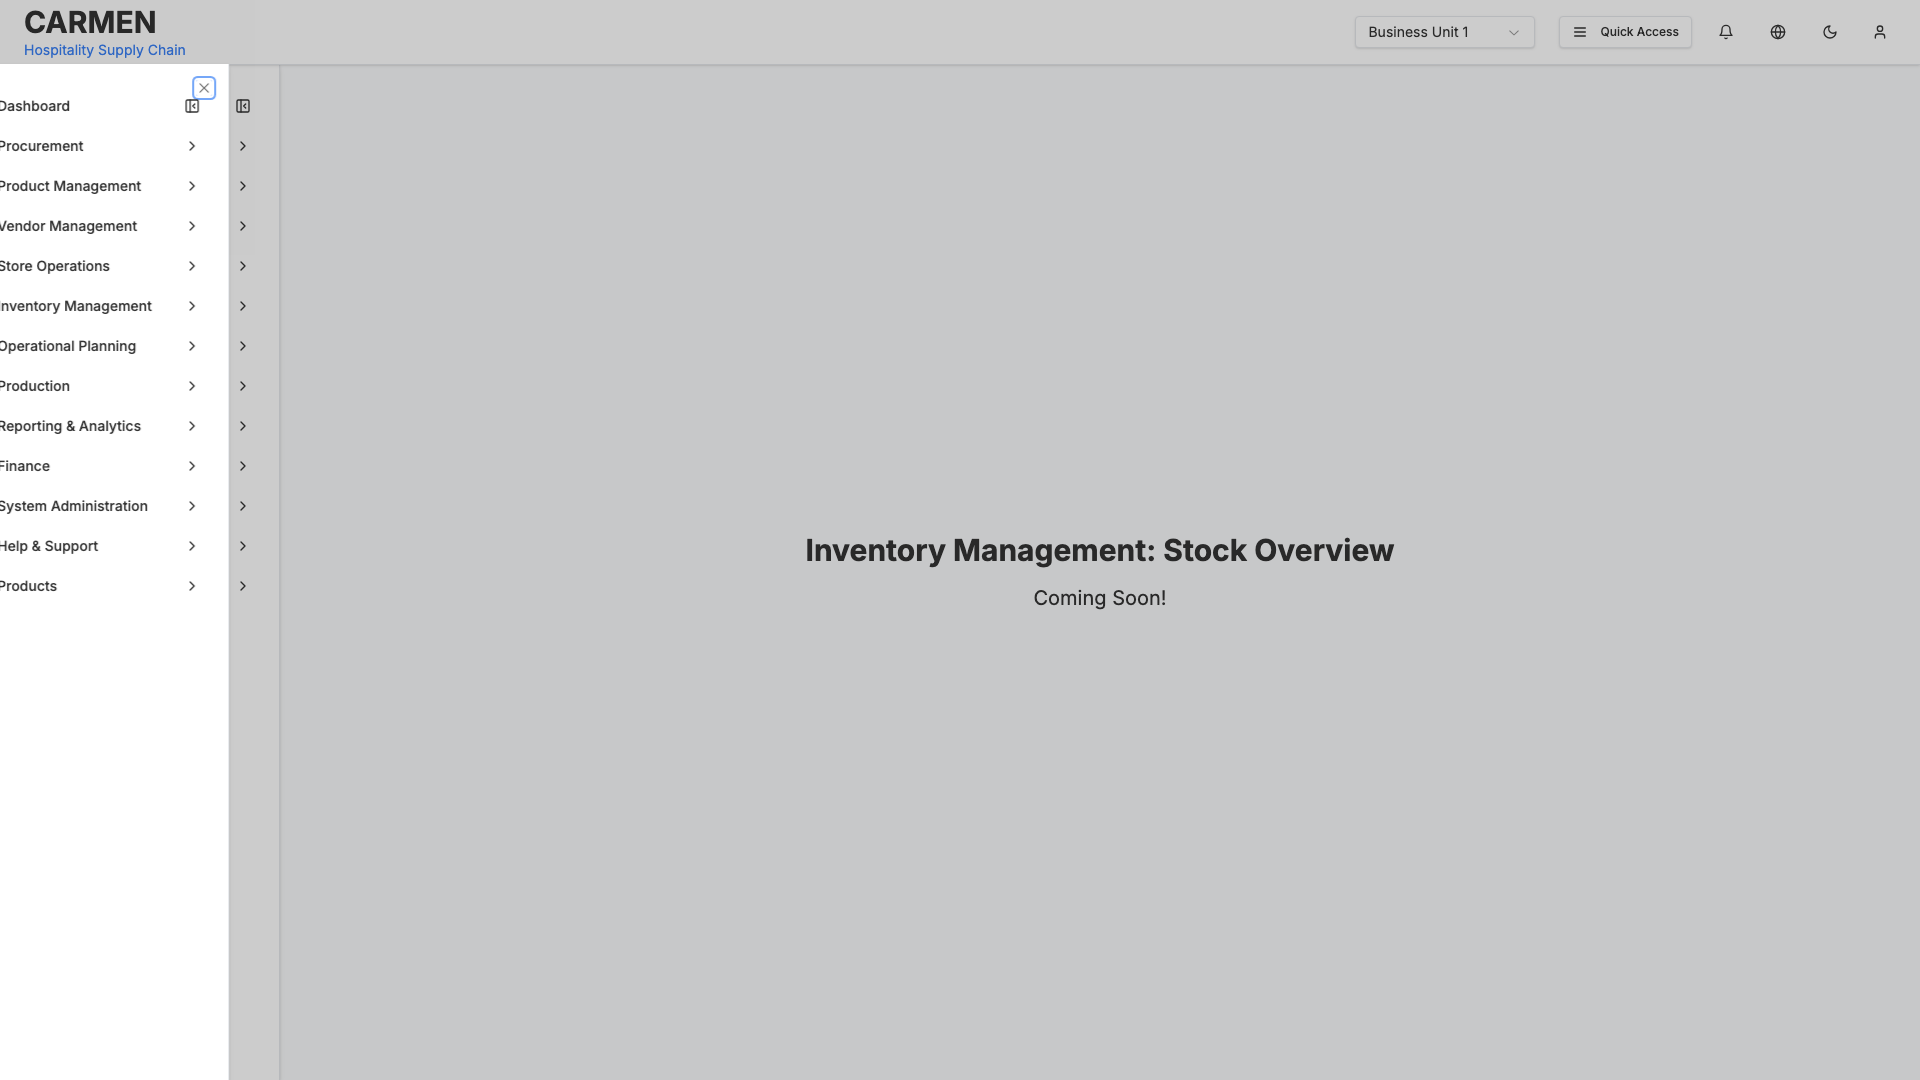 CARMEN
Hospitality Supply Chain
Business Unit 1
Quick Access
Dashboard
Procurement
Product Management
Vendor Management
Store Operations
Inventory Management
Operational Planning
Production
Reporting & Analytics
Finance
System Administration
Help & Support
Products
Inventory Management: Stock Overview
Coming Soon!